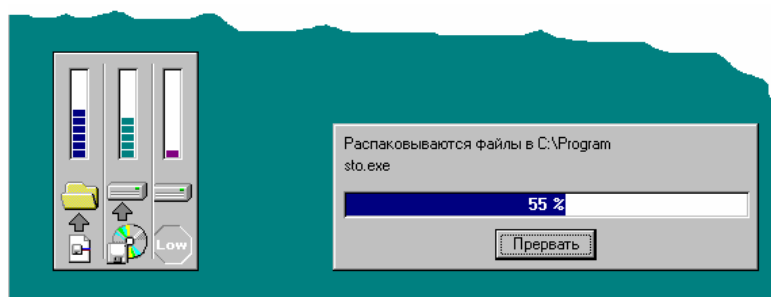 Распаковываются файлы в C:\Program
sto.exe
55 %
Прервать
Low